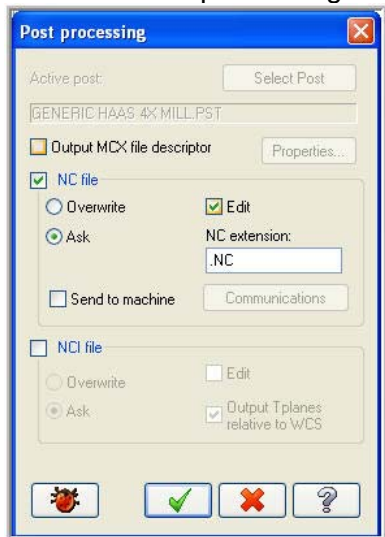 Post processing
Active post:
Select Post
GENERIC HAAS 4X MILL.PST
Output MCX file descriptor
Properties...
NC file
Overwrite
Edit
Ask
NC extension:
.NC
Send to machine
Communications
NCI file
Overwrite
Edit
Ask
Output Tplanes
relative to WCS